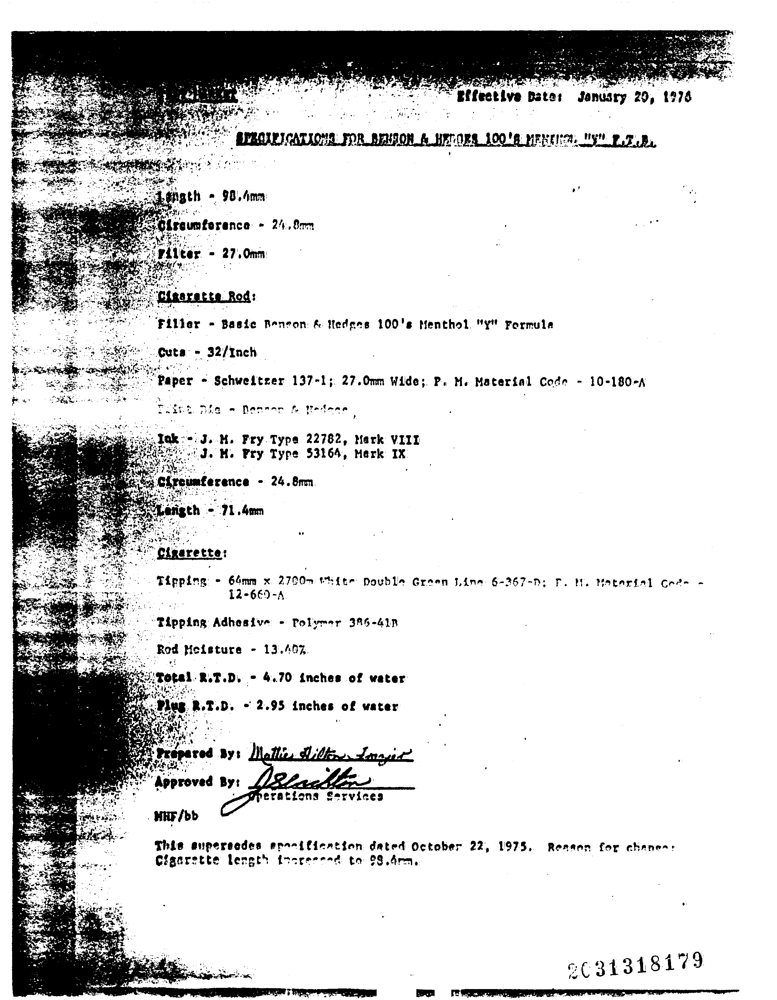 Effective Date: January 20, 1976
SPECIFICATIONS FOR BENSON & HEDGES 100'S MENTHOL "Y" F.T.B.
Length - 98.4mm
Circumference - 24.8mm
Filter - 27.0mm
Cigarette Rod:
Filler - Basic Benson & Hedges 100's Menthol "Y" Formula
Cuts - 32/Inch
Paper - Schweitzer 137-1; 27.0mm Wide; P. M. Material Code - 10-180-A
Print Die - Benson & Hedges
Ink - J. M. Fry Type 22782, Mark VIII
J. M. Fry Type 53164, Mark IX
Circumference - 24.8mm
Length - 71.4mm
Cigarette:
Tipping - 64mm x 2700m White Double Green Line 6-367-D; P. M. Material Code -
12-660-A
Tipping Adhesive - Polymer 386-41B
Rod Moisture - 13.40%
Total R.T.D. - 4.70 inches of water
Plug R.T.D. - 2.95 inches of water
Prepared By: Mattie Hilton Frazier
Approved By:
Operations Services
MHF/bb
This supersedes specification dated October 22, 1975. Reason for change:
Cigarette length increased to 98.4mm.
2031318179